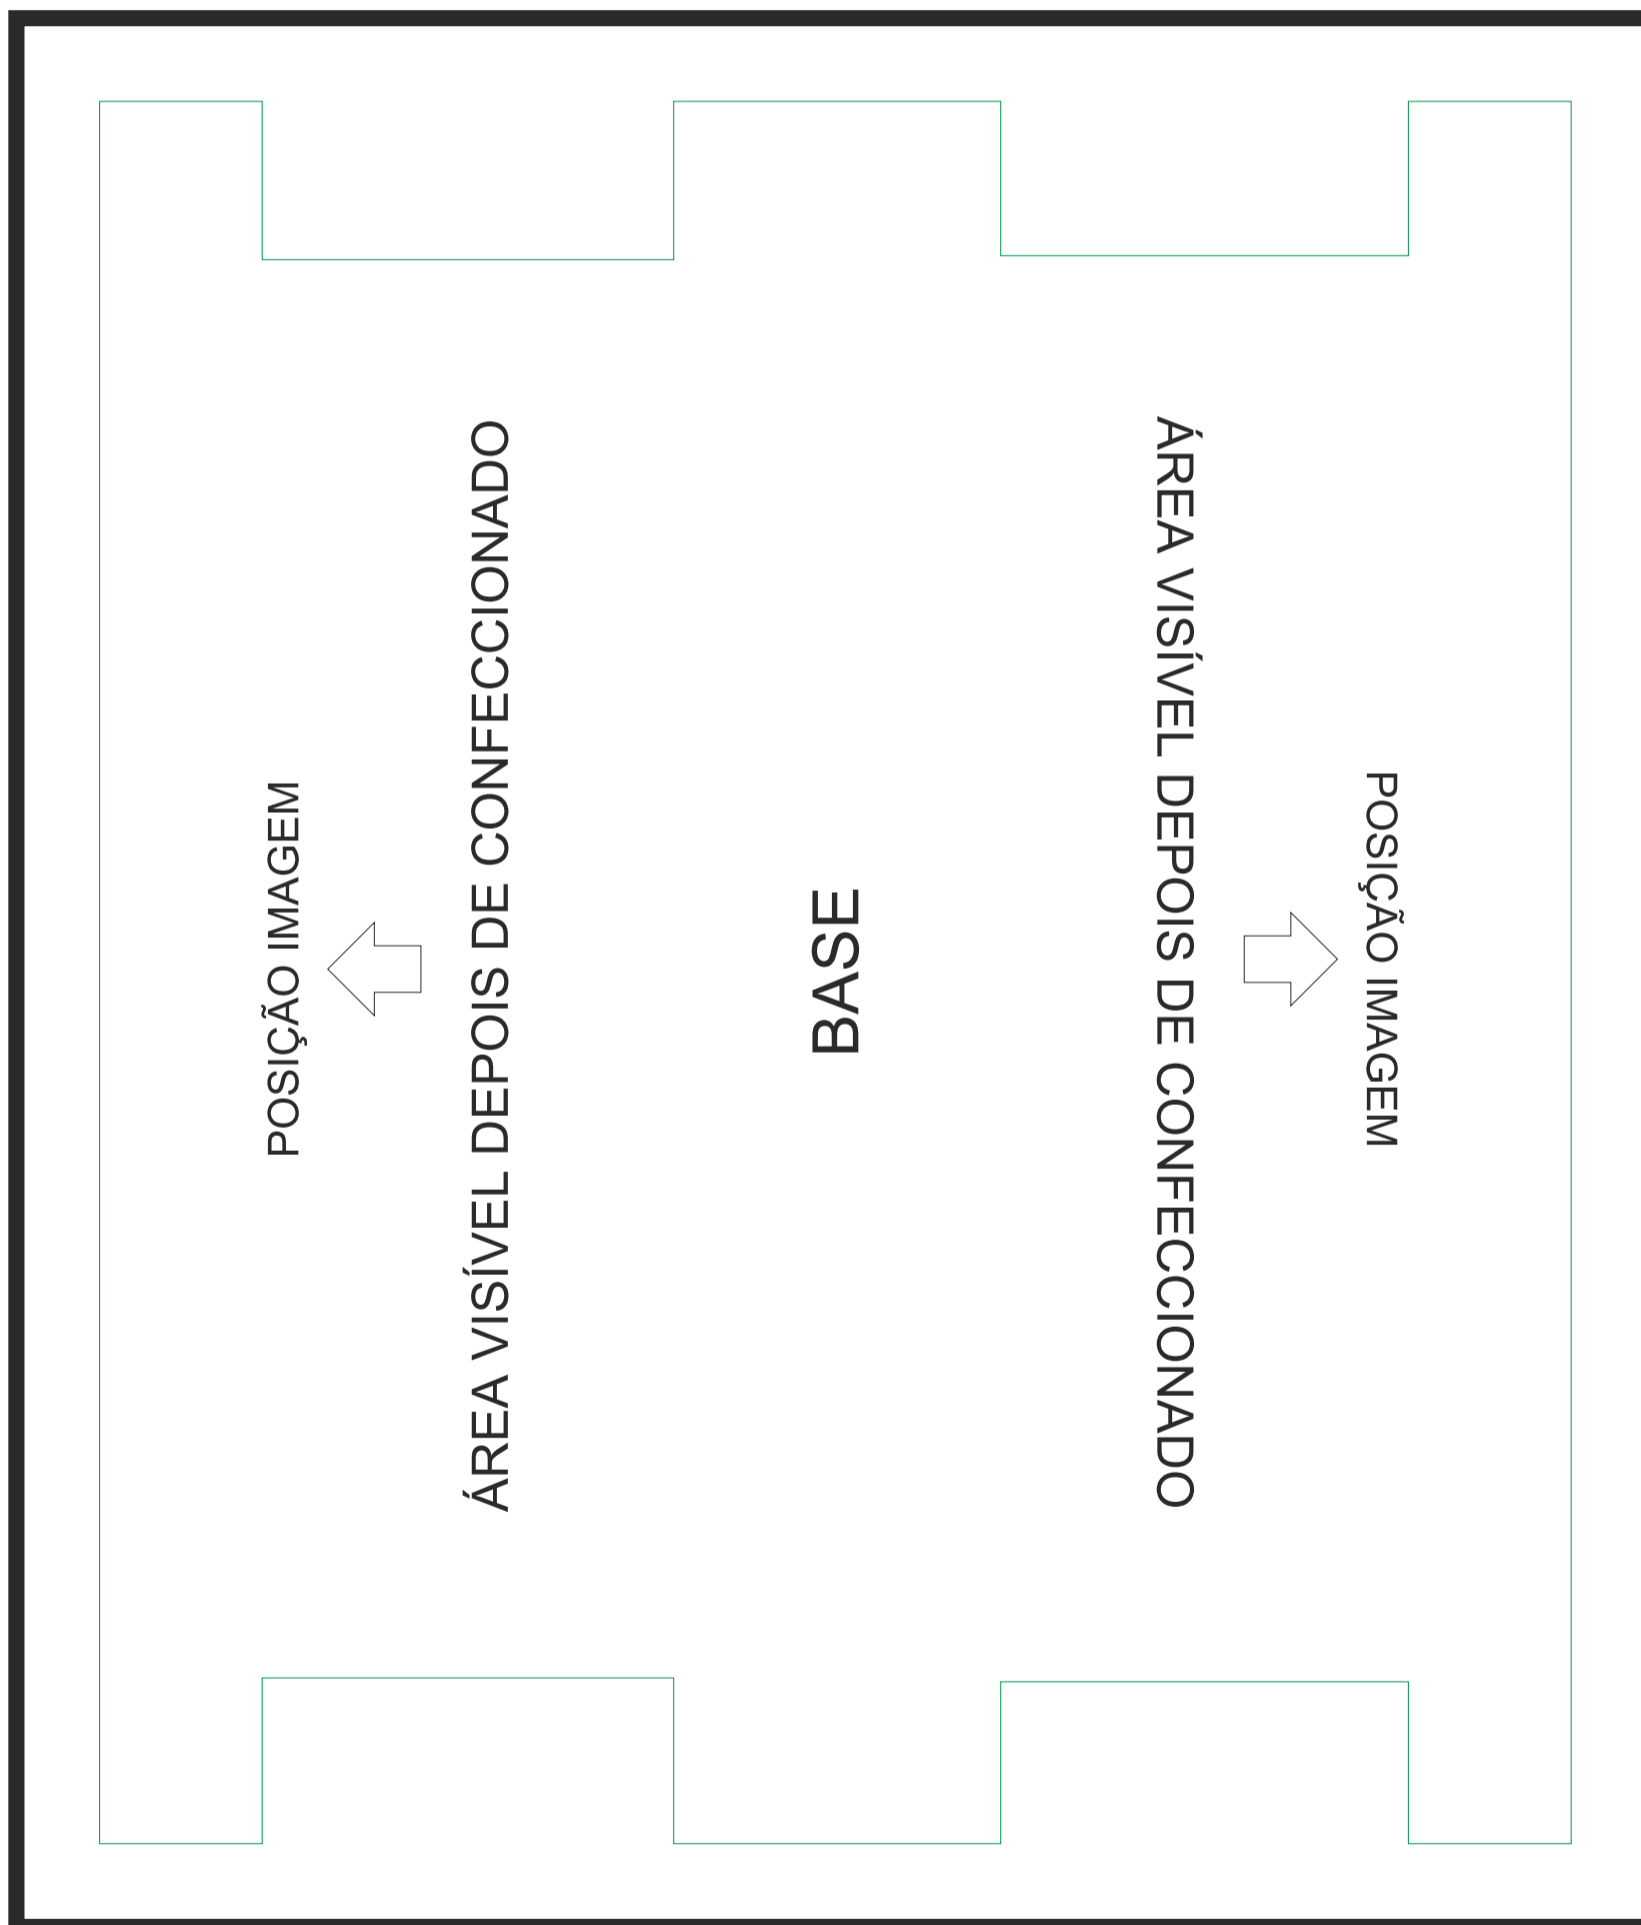 POSIÇÃO IMAGEM
ÁREA VISÍVEL DEPOIS DE CONFECCIONADO
BASE
ÁREA VISÍVEL DEPOIS DE CONFECCIONADO
POSIÇÃO IMAGEM